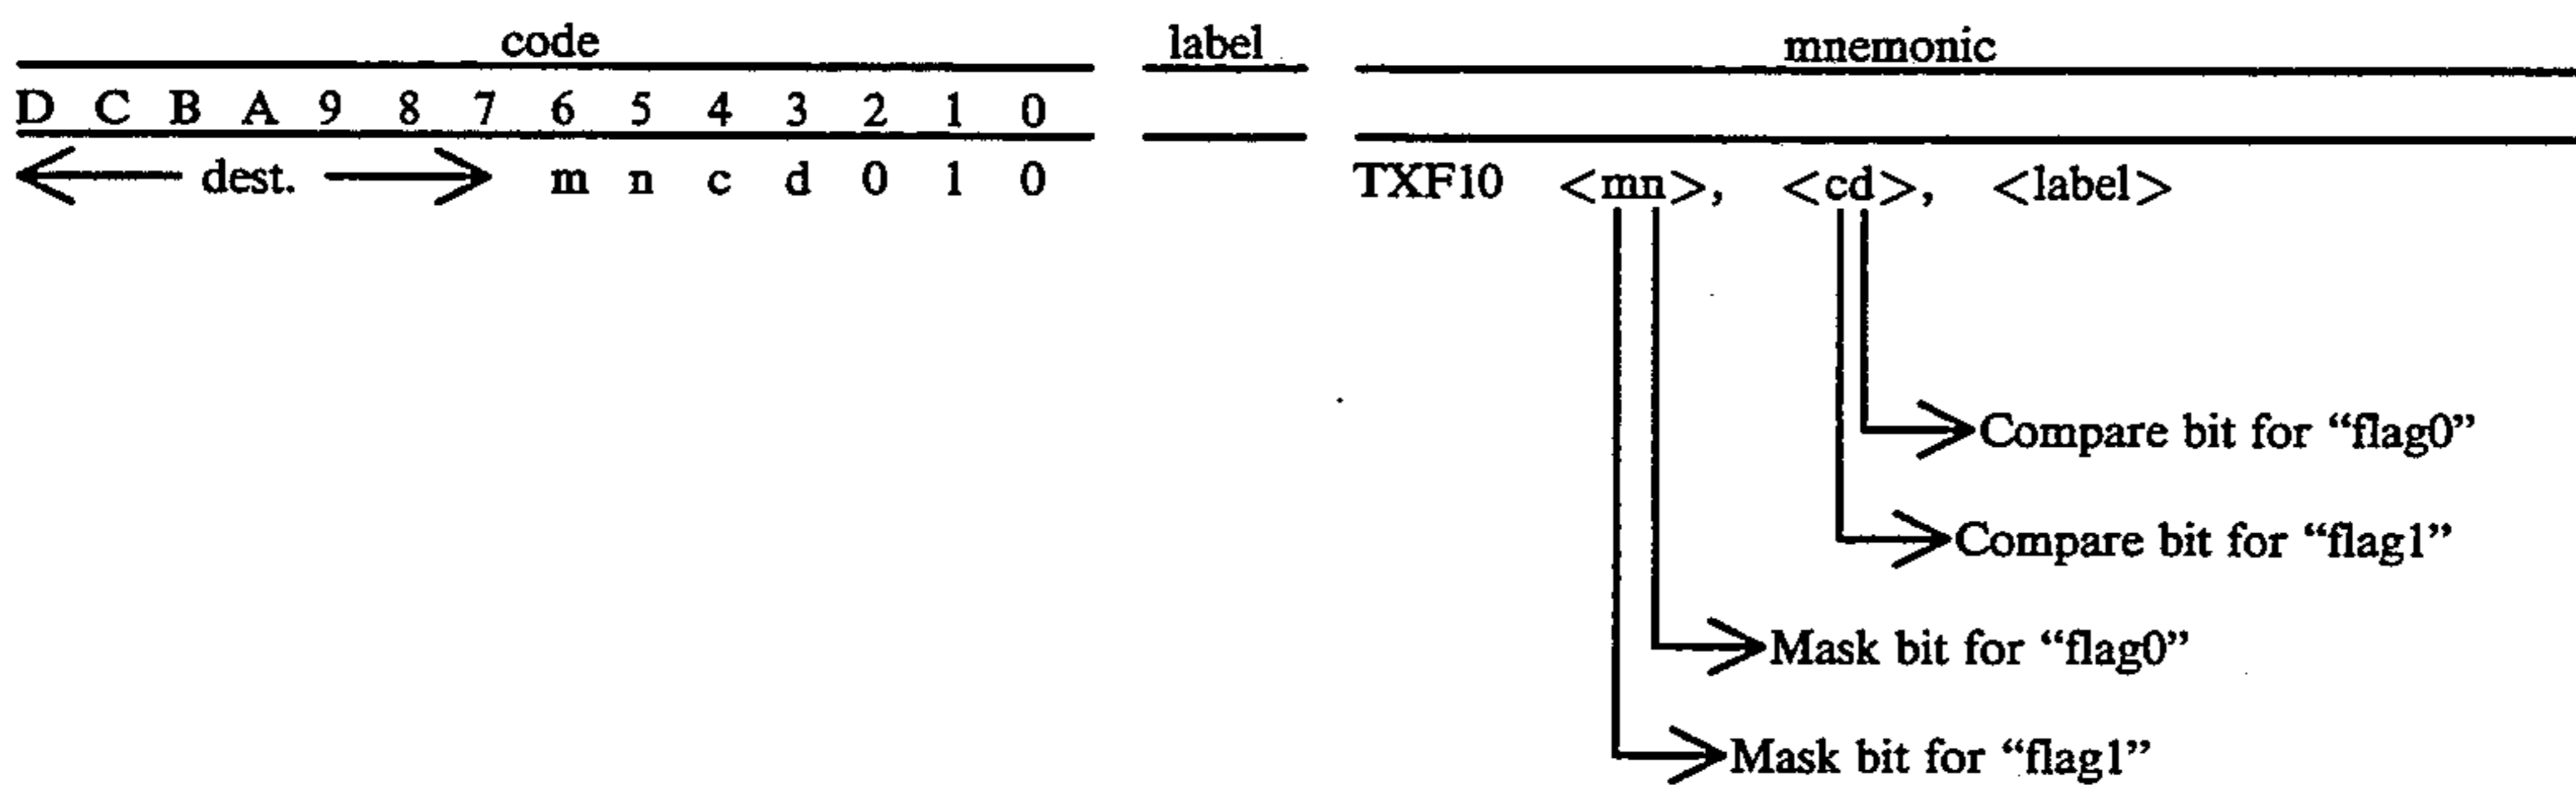 code label mnemonic
D C B A 9 8 7 6 5 4 3 2 1 0
dest. m n c d 0 1 0 TXF10 <mn>, <cd>, <label>
Compare bit for “flag0”
Compare bit for “flag1”
Mask bit for “flag0”
Mask bit for “flag1”